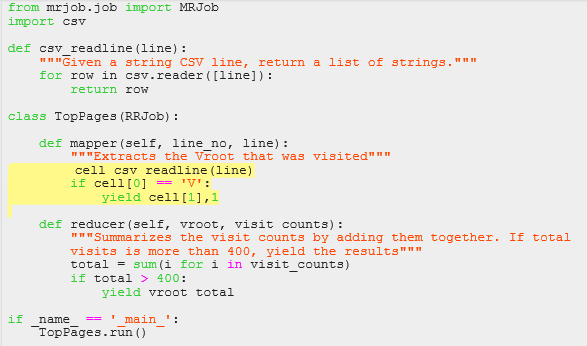 from mrjob.job import MRJob
import csv
def csv_readline(line):
"""Given a string CSV line, return a list of strings."""
for row in csv.reader([line]):
return row
class TopPages(RRJob):
def mapper(self, line_no, line):
"""Extracts the Vroot that was visited"""
cell csv readline(line)
if cell[0] == 'V':
yield cell[1],1
def reducer(self, vroot, visit counts):
"""Summarizes the visit counts by adding them together. If total
visits is more than 400, yield the results"""
total = sum(i for i in visit_counts)
if total > 400:
yield vroot total
if _name_ == '_main_':
TopPages.run()